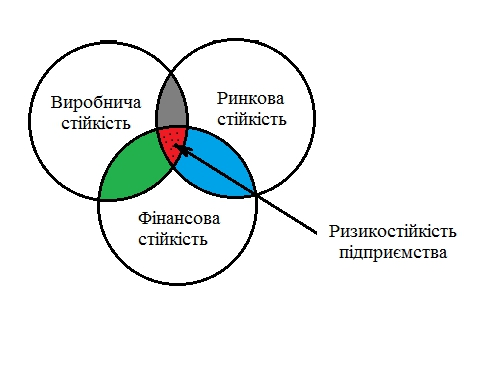 Виробнича
стійкість
Ринкова
стійкість
Фінансова
стійкість
Ризикостійкість
підприємства